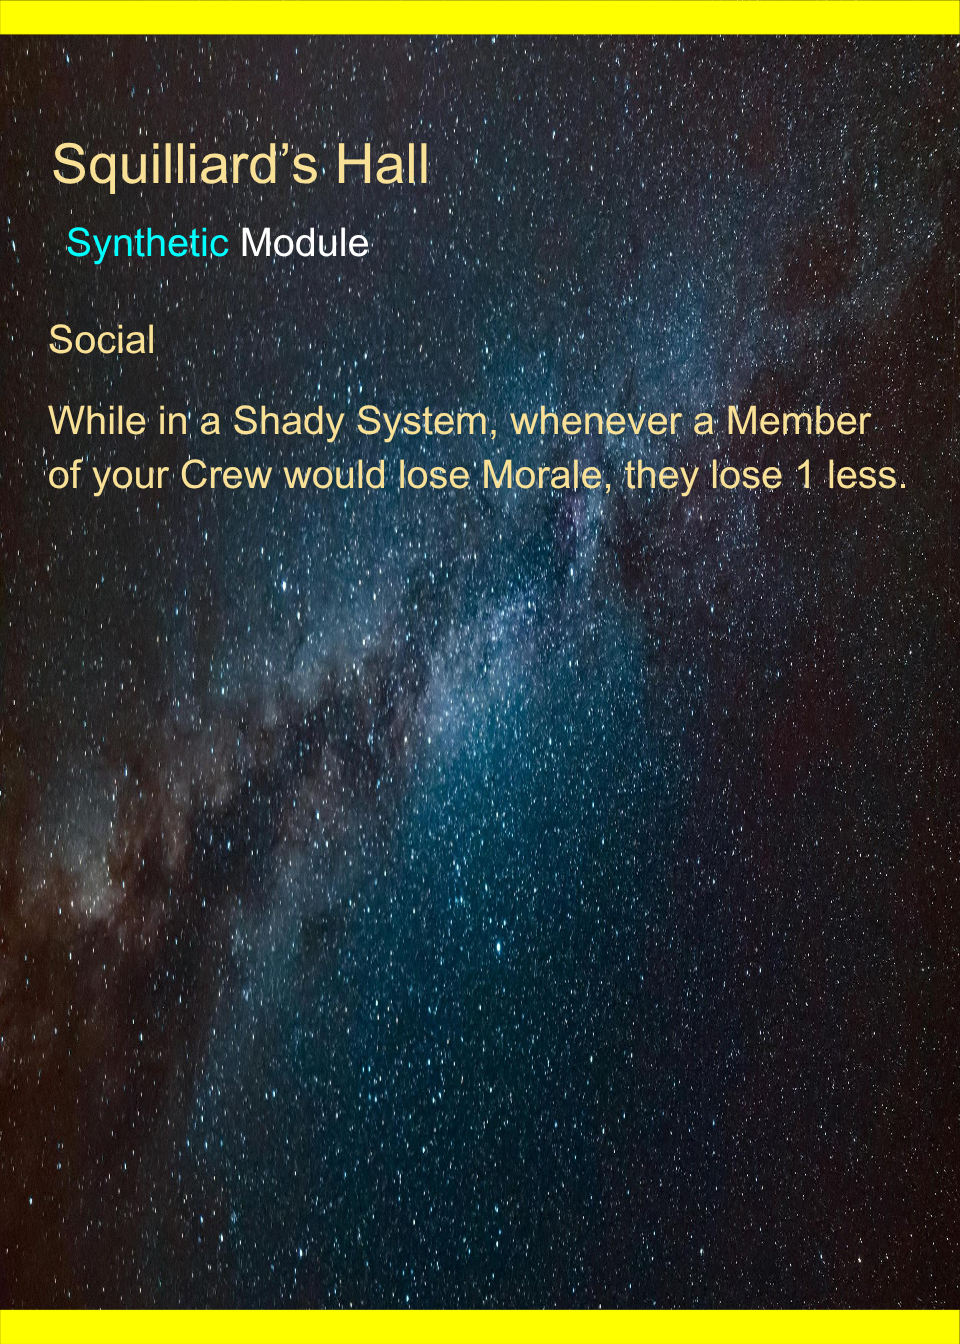 Squilliard’s Hall
Synthetic Module
Social
While in a Shady System, whenever a Member
of your Crew would lose Morale, they lose 1 less.